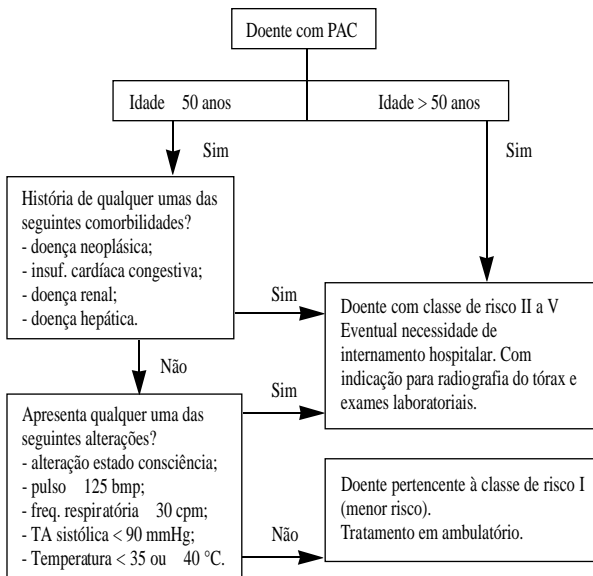 Doente com PAC
Idade 50 anos
Idade > 50 anos
Sim
Sim
História de qualquer umas das
seguintes comorbilidades?
- doença neoplásica;
- insuf. cardíaca congestiva;
- doença renal;
- doença hepática.
Sim
Doente com classe de risco II a V
Eventual necessidade de
internamento hospitalar. Com
indicação para radiografia do tórax e
exames laboratoriais.
Não
Sim
Apresenta qualquer uma das
seguintes alterações?
- alteração estado consciência;
- pulso 125 bmp;
- freq. respiratória 30 cpm;
- TA sistólica < 90 mmHg;
- Temperatura < 35 ou 40 °C.
Não
Doente pertencente à classe de risco I
(menor risco).
Tratamento em ambulatório.